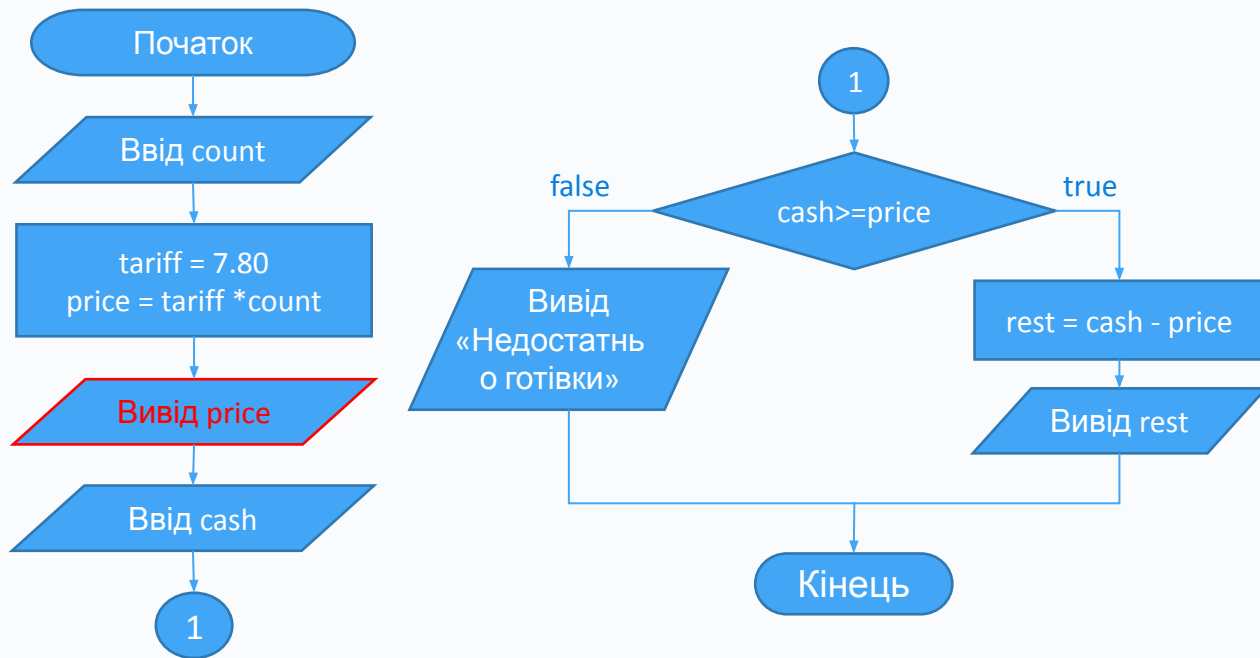 Початок
Ввід count
tariff = 7.80
price = tariff *count
Вивід price
Ввід cash
1
1
cash>=price
false
true
Вивід
«Недостатнь
о готівки»
rest = cash - price
Вивід rest
Кінець